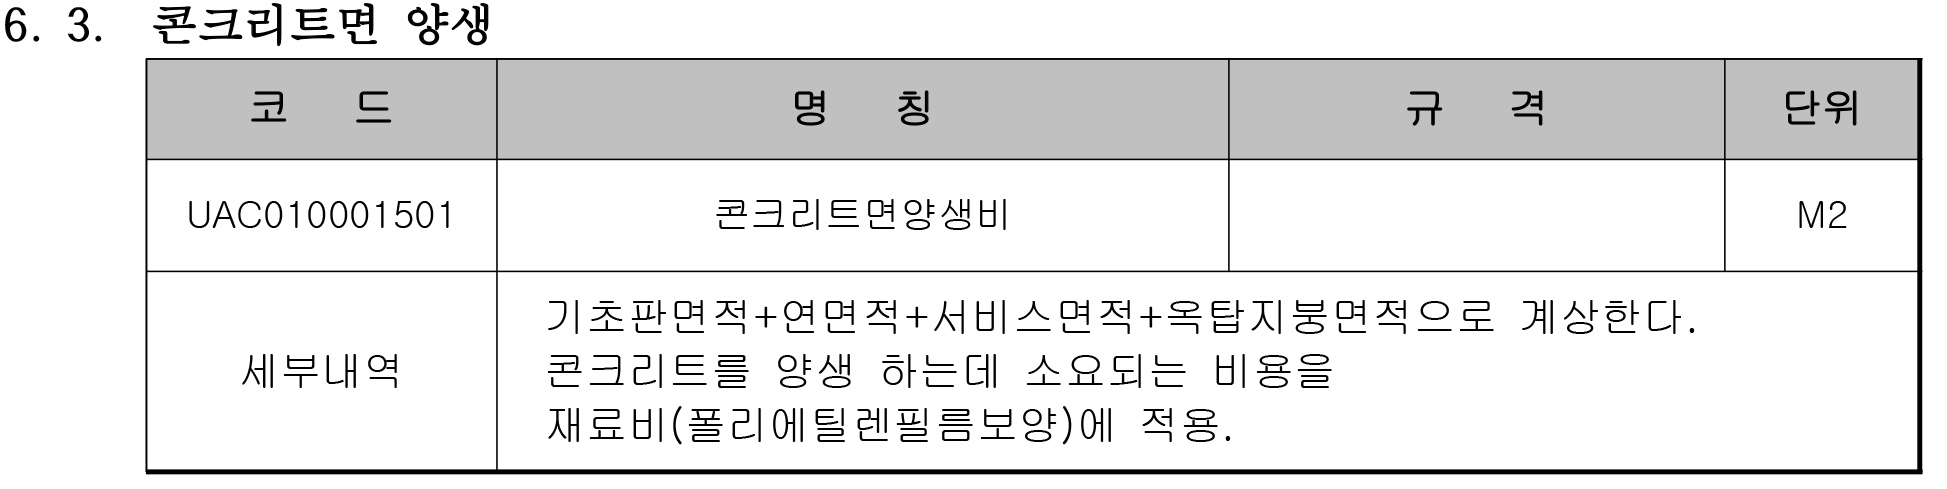 6. 3. 콘크리트면 양생
코 드 명 칭 규 격 단위
UAC010001501 콘크리트면양생비 M2
기초판면적+연면적+서비스면적+옥탑지붕면적으로 계상한다.
세부내역 콘크리트를 양생 하는데 소요되는 비용을
재료비(폴리에틸렌필름보양)에 적용.